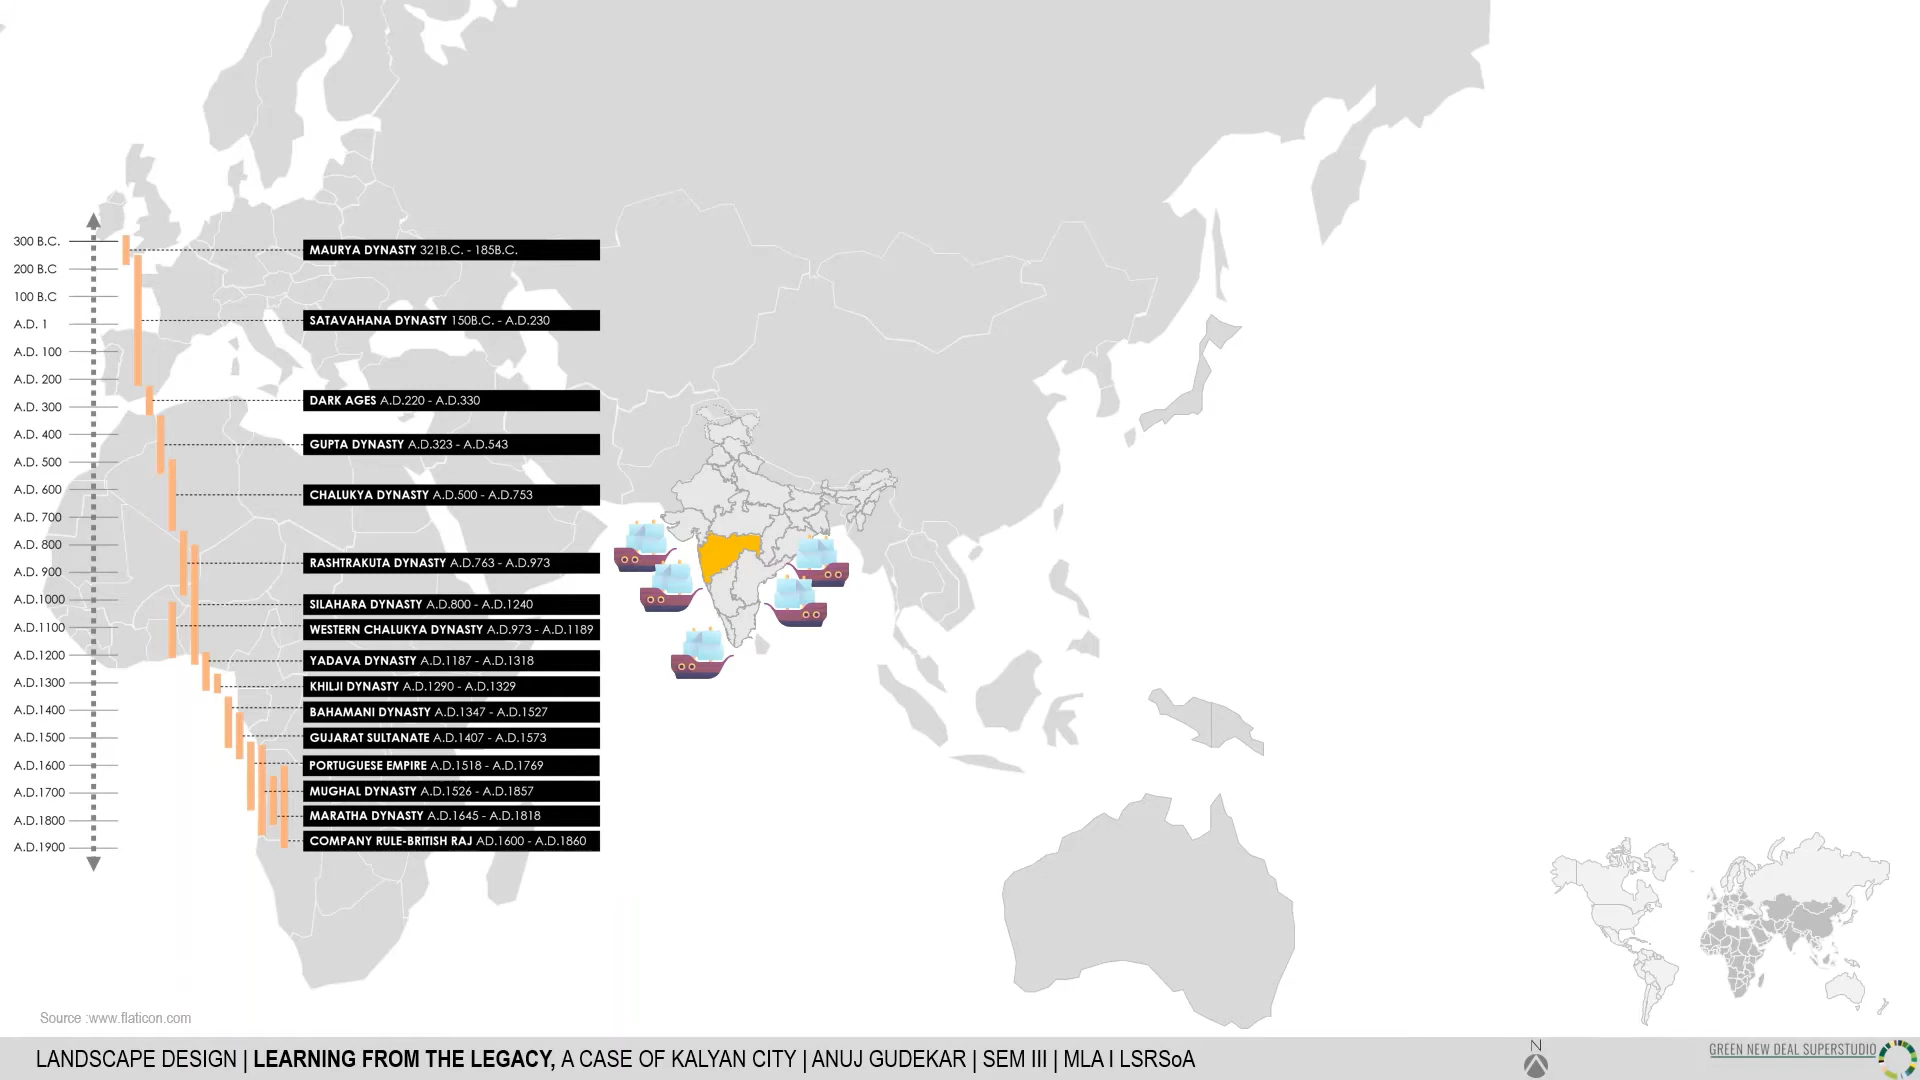 300 B.C.
200 B.C
100 B.C
A.D. 1
A.D. 100
A.D. 200
A.D. 300
A.D. 400
A.D. 500
A.D. 600
A.D. 700
A.D. 800
A.D. 900
A.D.1000
A.D.1100
A.D.1200
A.D.1300
A.D.1400
A.D.1500
A.D.1600
A.D.1700
A.D.1800
A.D.1900
MAURYA DYNASTY 321B.C. - 185B.C.
SATAVAHANA DYNASTY 150B.C. - A.D.230
DARK AGES A.D.220 - A.D.330
GUPTA DYNASTY A.D.323 - A.D.543
CHALUKYA DYNASTY A.D.500 - A.D.753
RASHTRAKUTA DYNASTY A.D.763 - A.D.973
SILAHARA DYNASTY A.D.800 - A.D.1240
WESTERN CHALUKYA DYNASTY A.D.973 - A.D.1189
YADAVA DYNASTY A.D.1187 - A.D.1318
KHILJI DYNASTY A.D.1290 - A.D.1329
BAHAMANI DYNASTY A.D.1347 - A.D.1527
GUJARAT SULTANATE A.D.1407 - A.D.1573
PORTUGUESE EMPIRE A.D.1518 - A.D.1769
MUGHAL DYNASTY A.D.1526 - A.D.1857
MARATHA DYNASTY A.D.1645 - A.D.1818
COMPANY RULE-BRITISH RAJ AD.1600 - A.D.1860
Source :www.flaticon.com
LANDSCAPE DESIGN | LEARNING FROM THE LEGACY, A CASE OF KALYAN CITY | ANUJ GUDEKAR | SEM III | MLA I LSRSoA
N
GREEN NEW DEAL SUPERSTUDIO